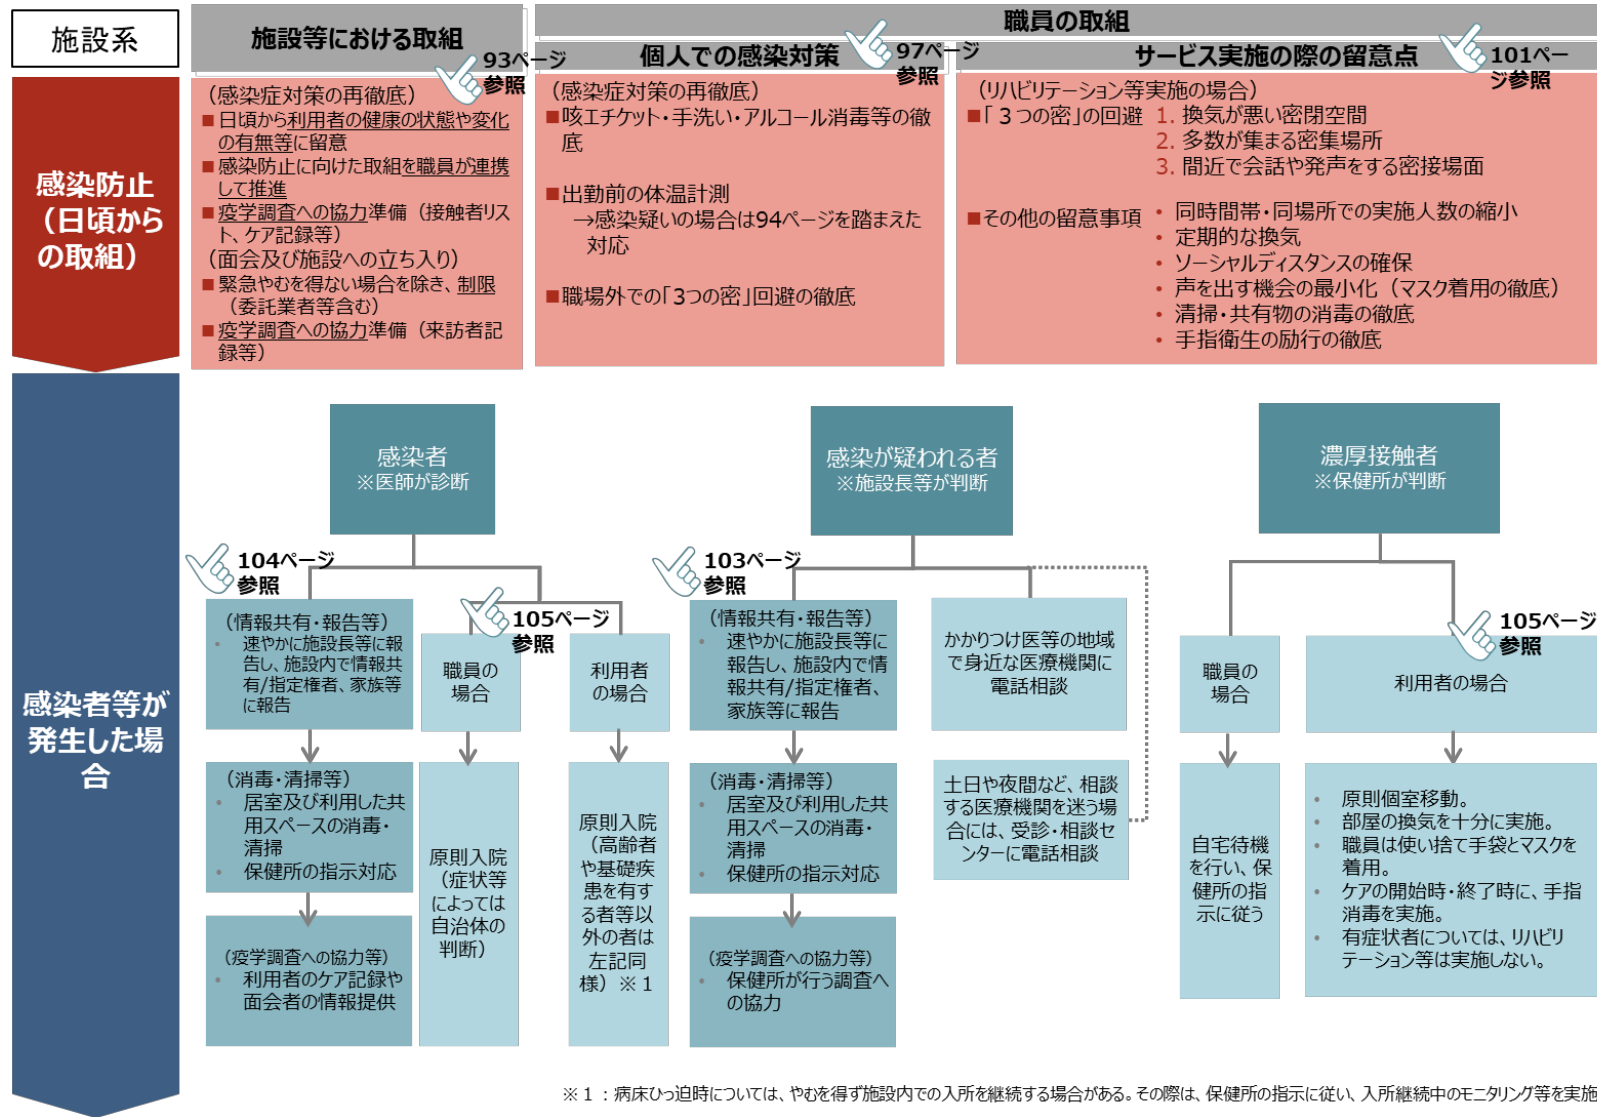 施設系
施設等における取組
93ページ
参照
職員の取組
個人での感染対策
97ページ
参照
サービス実施の際の留意点
101ペー
ジ参照
感染防止
（日頃から
の取組）
（感染症対策の再徹底）
■日頃から利用者の健康の状態や変化
の有無等に留意
■感染防止に向けた取組を職員が連携
して推進
■疫学調査への協力準備（接触者リス
ト、ケア記録等）
（面会及び施設への立ち入り）
■緊急やむを得ない場合を除き、制限
（委託業者等含む）
■疫学調査への協力準備（来訪者記
録等）
（感染症対策の再徹底）
■咳エチケット・手洗い・アルコール消毒等の徹
底
■出勤前の体温計測
→感染疑いの場合は94ページを踏まえた
対応
■職場外での「3つの密」回避の徹底
（リハビリテーション等実施の場合）
■「３つの密」の回避
1. 換気が悪い密閉空間
2. 多数が集まる密集場所
3. 間近で会話や発声をする密接場面
■その他の留意事項
• 同時間帯・同場所での実施人数の縮小
• 定期的な換気
• ソーシャルディスタンスの確保
• 声を出す機会の最小化（マスク着用の徹底）
• 清掃・共有物の消毒の徹底
• 手指衛生の励行の徹底
感染者等が
発生した場
合
感染者
※医師が診断
104ページ
参照
（情報共有・報告等）
• 速やかに施設長等に報
告し、施設内で情報共
有/指定権者、家族等
に報告
（消毒・清掃等）
• 居室及び利用した共
用スペースの消毒・
清掃
• 保健所の指示対応
（疫学調査への協力等）
• 利用者のケア記録や
面会者の情報提供
105ページ
参照
職員の
場合
原則入院
（症状等
によっては
自治体の
判断）
利用者
の場合
原則入院
（高齢者
や基礎疾
患を有す
る者等以
外の者は
左記同
様）※１
感染が疑われる者
※施設長等が判断
103ページ
参照
（情報共有・報告等）
• 速やかに施設長等に
報告し、施設内で情
報共有/指定権者、
家族等に報告
（消毒・清掃等）
• 居室及び利用した共
用スペースの消毒・
清掃
• 保健所の指示対応
（疫学調査への協力等）
• 保健所が行う調査へ
の協力
かかりつけ医等の地域
で身近な医療機関に
電話相談
土日や夜間など、相談
する医療機関を迷う場
合には、受診・相談セ
ンターに電話相談
濃厚接触者
※保健所が判断
職員の
場合
自宅待機
を行い、保
健所の指
示に従う
105ページ
参照
利用者の場合
• 原則個室移動。
• 部屋の換気を十分に実施。
• 職員は使い捨て手袋とマスクを
着用。
• ケアの開始時・終了時に、手指
消毒を実施。
• 有症状者については、リハビリ
テーション等は実施しない。
※１：病床ひっ迫時については、やむを得ず施設内での入所を継続する場合がある。その際は、保健所の指示に従い、入所継続中のモニタリング等を実施